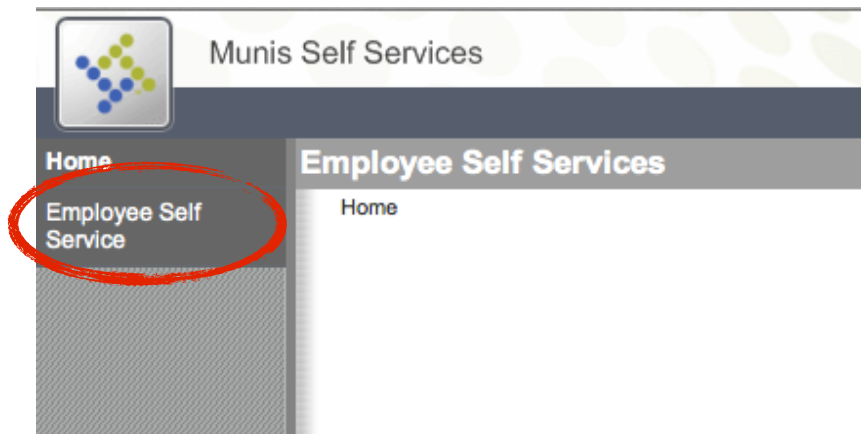 Munis Self Services
Home
Employee Self
Service
Employee Self Services
Home